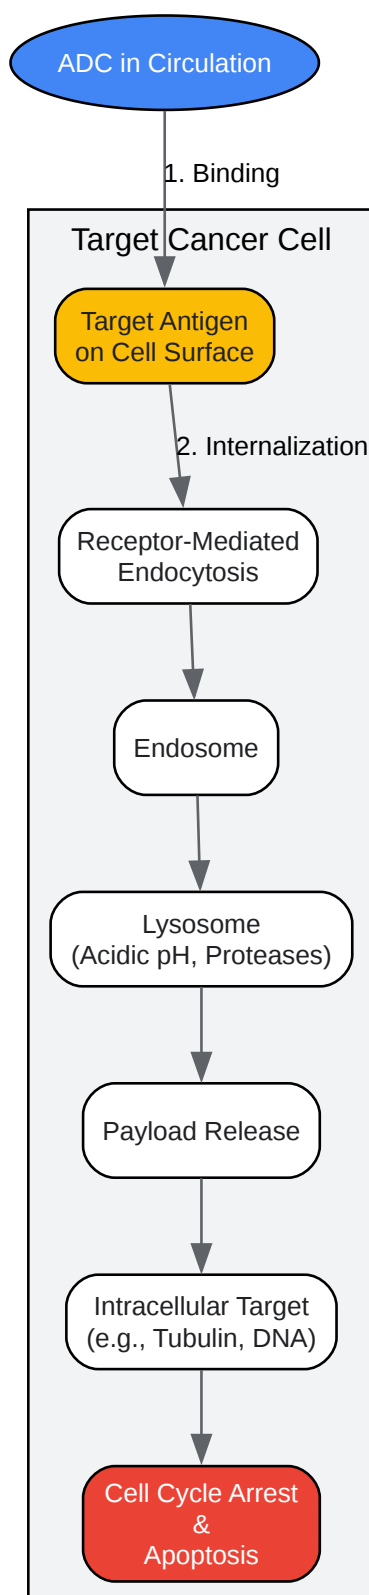 ADC in Circulation
1. Binding
Target Cancer Cell
Target Antigen
on Cell Surface
2. Internalization
Receptor-Mediated
Endocytosis
Endosome
Lysosome
(Acidic pH, Proteases)
Payload Release
Intracellular Target
(e.g., Tubulin, DNA)
Cell Cycle Arrest
&
Apoptosis